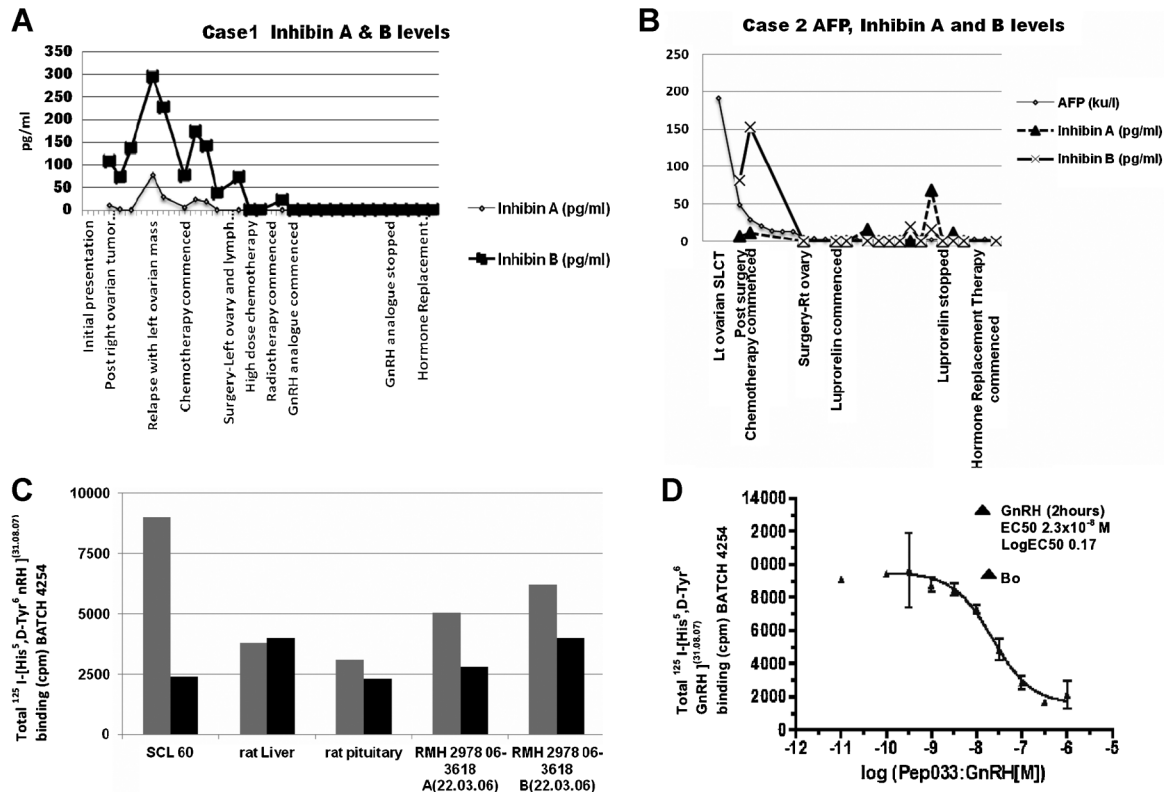 A
Case1 Inhibin A & B levels
350
300
250
200
150
100
50
0
pg/ml
Initial presentation
Post right ovarian tumor.
Relapse with left ovarian mass
Chemotherapy commenced
Surgery-Left ovary and lymph
High dose chemotherapy
Radiotherapy commenced
GnRH analogue commenced
GnRH analogue stopped
Hormone Replacement
Inhibin A (pg/ml)
Inhibin B (pg/ml)
B
Case 2 AFP, Inhibin A and B levels
250
200
150
100
50
0
Lt ovarian SLCT
Post surgery
Chemotherapy commenced
Surgery-Rt ovary
Luprorelin commenced
Luprorelin stopped
Hormone Replacement Therapy
commenced
AFP (ku/l)
Inhibin A (pg/ml)
Inhibin B (pg/ml)
C
Total ¹²⁵ I-[His⁵,D-Tyr⁶ nRH ](31.08.07)
binding (cpm) BATCH 4254
10000
7500
5000
2500
0
SCL 60
rat Liver
rat pituitary
RMH 2978 06-
3618
A(22.03.06)
RMH 2978 06-
3618
B(22.03.06)
D
Total ¹²⁵ I-[His⁵,D-Tyr⁶
GnRH ](31.08.07)
binding (cpm) BATCH 4254
14000
12000
10000
8000
6000
4000
2000
0
GnRH (2hours)
EC50 2.3x10⁻⁸ M
LogEC50 0.17
Bo
-12
-11
-10
-9
-8
-7
-6
-5
log (Pep033:GnRH[M])